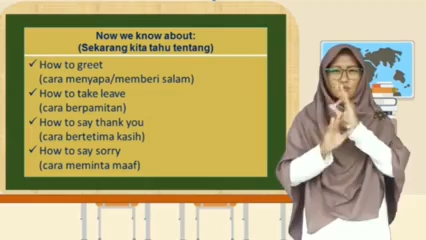 Now we know about:
(Sekarang kita tahu tentang)
✓ How to greet
(cara menyapa/memberi salam)
✓ How to take leave
(cara berpamitan)
✓ How to say thank you
(cara bertetima kasih)
✓ How to say sorry
(cara meminta maaf)